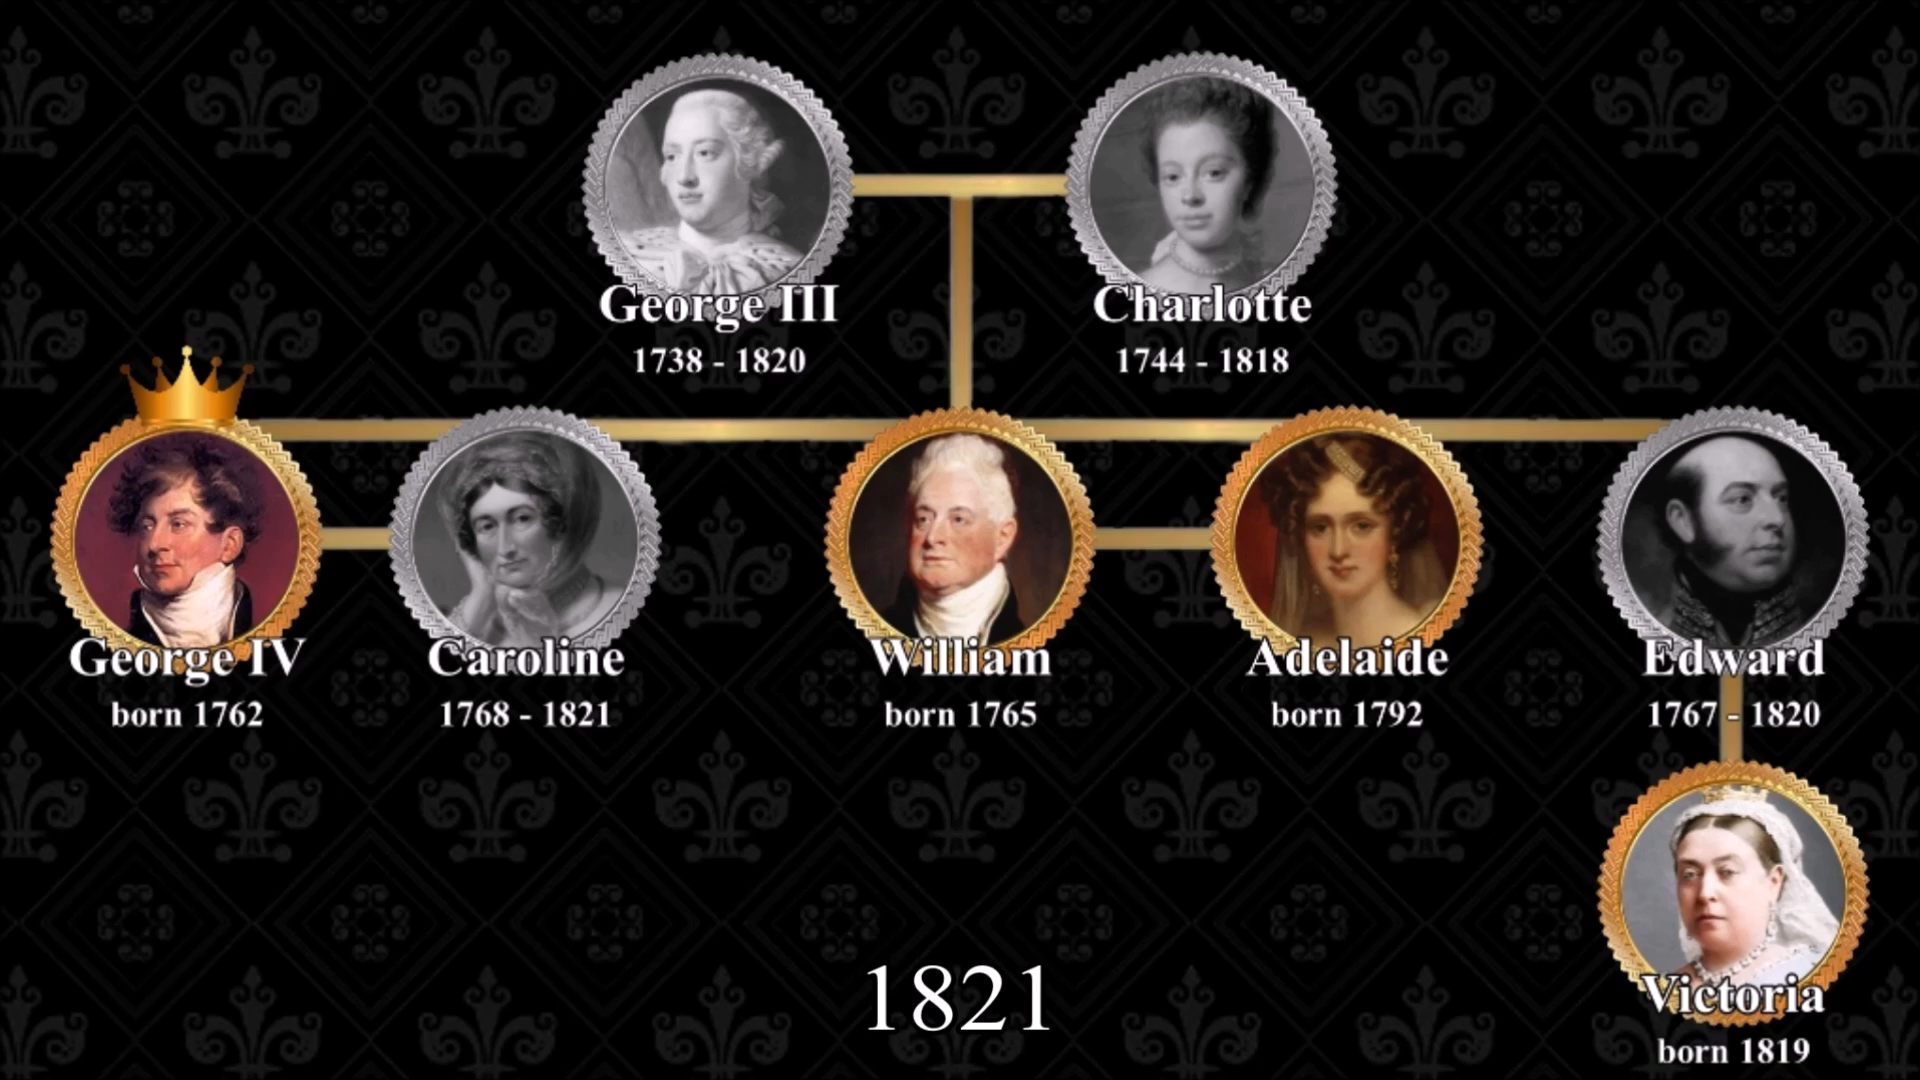 George III
1738 - 1820
Charlotte
1744 - 1818
George IV
born 1762
Caroline
1768 - 1821
William
born 1765
Adelaide
born 1792
Edward
1767 - 1820
Victoria
born 1819
1821